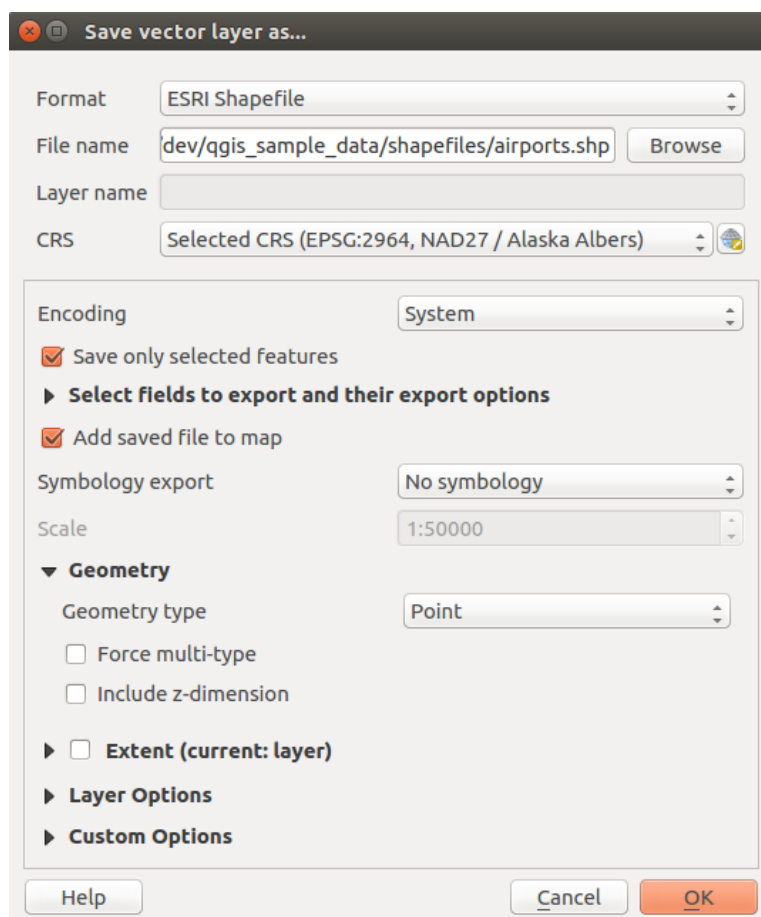 Save vector layer as...
Format ESRI Shapefile
File name dev/qgis_sample_data/shapefiles/airports.shp Browse
Layer name
CRS Selected CRS (EPSG:2964, NAD27 / Alaska Albers)
Encoding System
Save only selected features
Select fields to export and their export options
Add saved file to map
Symbology export No symbology
Scale 1:50000
Geometry
Geometry type Point
Force multi-type
Include z-dimension
Extent (current: layer)
Layer Options
Custom Options
Help Cancel OK